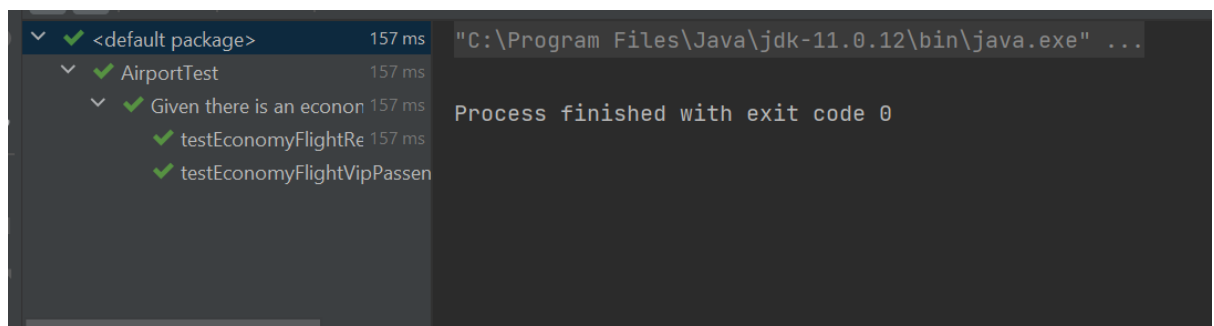 <default package> 157 ms
AirportTest 157 ms
Given there is an econor 157 ms
testEconomyFlightRe 157 ms
testEconomyFlightVipPassen
"C:\Program Files\Java\jdk-11.0.12\bin\java.exe" ...
Process finished with exit code 0